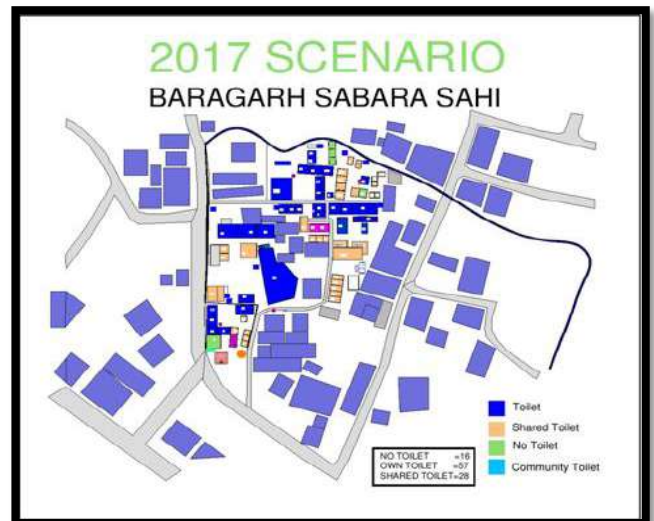 2017 SCENARIO
BARAGARH SABARA SAHI
Toilet
Shared Toilet
No Toilet
Community Toilet
NO TOILET =16
OWN TOILET =57
SHARED TOILET=28